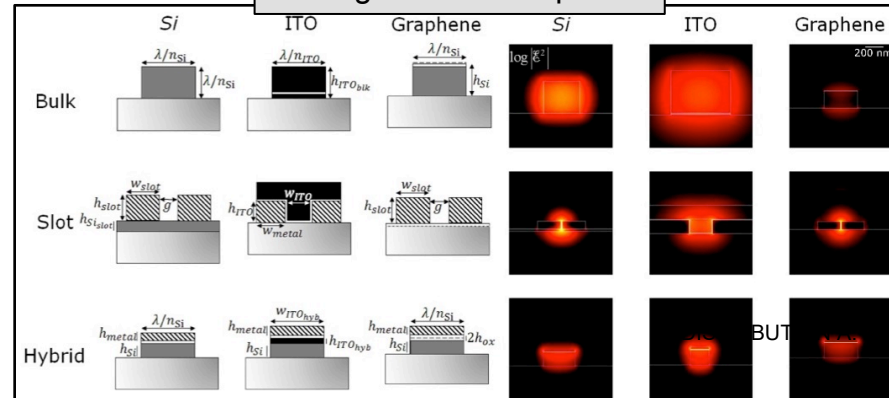 Si ITO Graphene Si ITO Graphene
λ/n_Si λ/n_ITO λ/n_Si
λ/n_Si h_ITO_blk h_Si
log|ℰ̅²| 200 nm
Bulk
w_slot w_ITO w_slot
h_slot g h_ITO h_slot g
h_Si_slot w_metal
Slot
λ/n_Si w_ITO_hyb λ/n_Si
h_metal h_metal h_metal
h_Si h_Si h_ITO_hyb h_Si 2h_ox
Hybrid
BUT